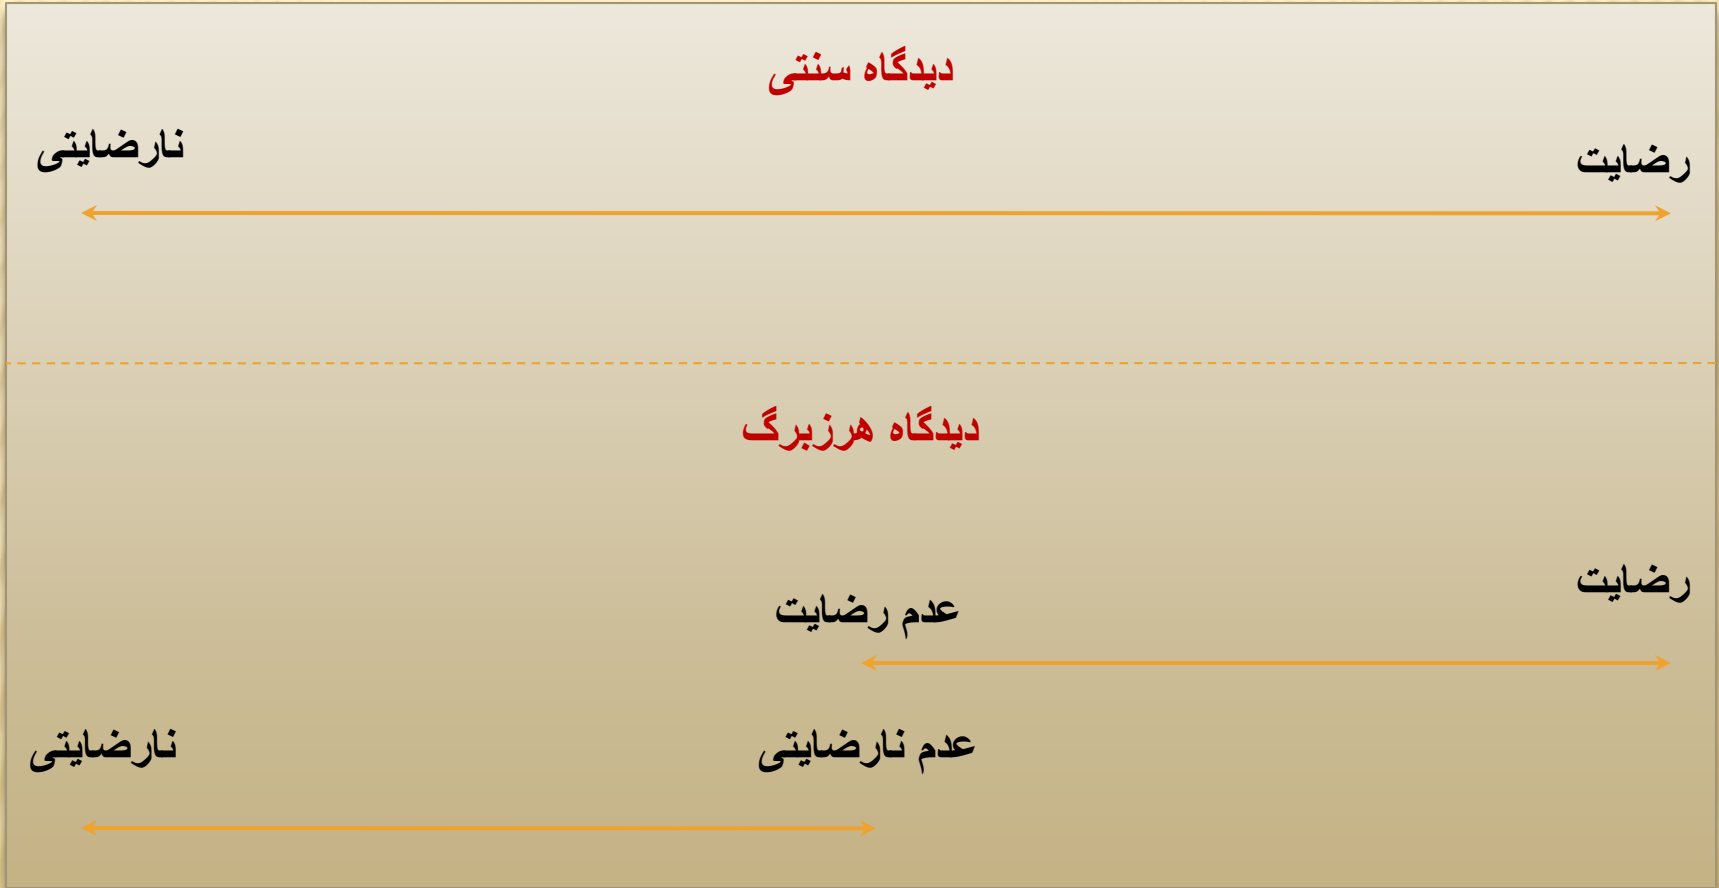 دیدگاه سنتی
رضایت
نارضایتی
دیدگاه هرزبرگ
رضایت
عدم رضایت
عدم نارضایتی
نارضایتی